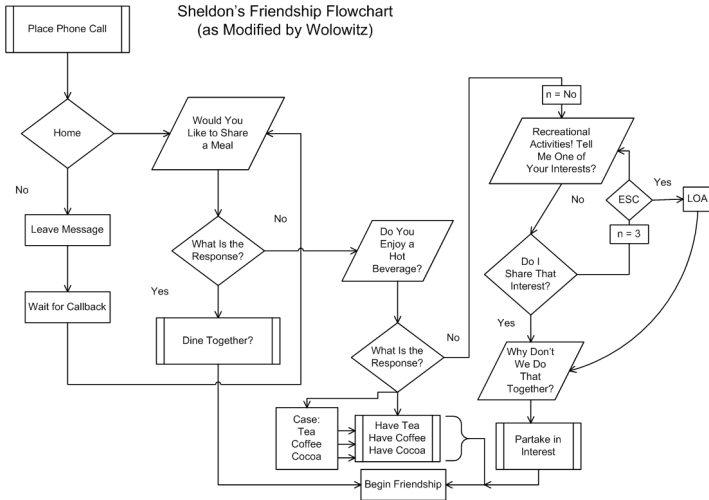 Sheldon's Friendship Flowchart
(as Modified by Wolowitz)
Place Phone Call
Home
No
Leave Message
Wait for Callback
Would You
Like to Share
a Meal
What Is the
Response?
No
Yes
Dine Together?
Do You
Enjoy a
Hot
Beverage?
What Is the
Response?
No
Case:
Tea
Coffee
Cocoa
Have Tea
Have Coffee
Have Cocoa
n = No
Recreational
Activities! Tell
Me One of
Your Interests?
No
Do I
Share That
Interest?
n = 3
ESC
Yes
LOA
Yes
Why Don't
We Do
That
Together?
Partake in
Interest
Begin Friendship